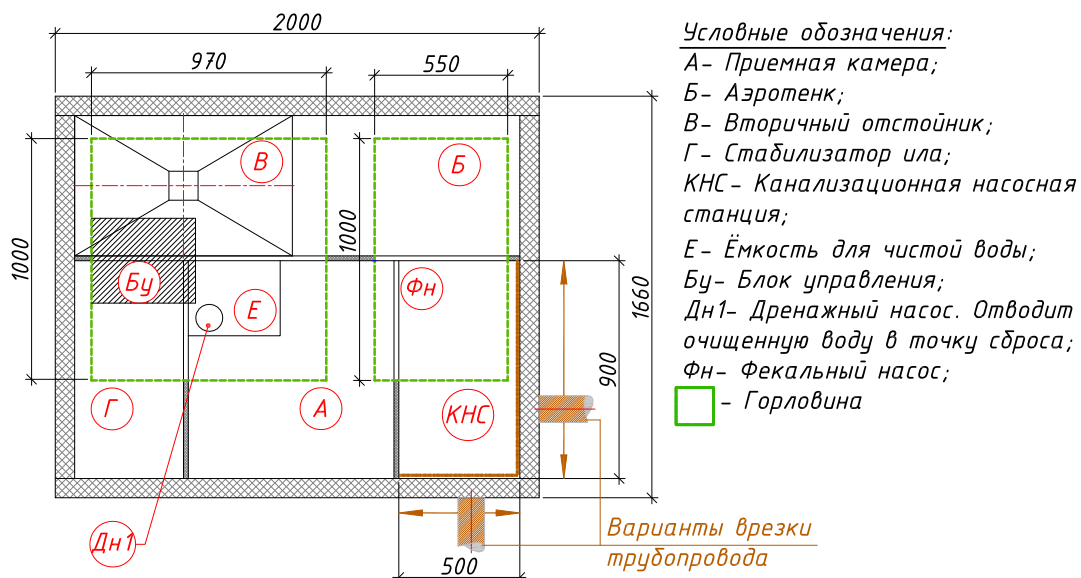 2000
970
550
1000
1000
1660
900
500
В
Б
Бу
Е
Фн
Г
А
КНС
Дн1
Варианты врезки
трубопровода
Условные обозначения:
А- Приемная камера;
Б- Аэротенк;
В- Вторичный отстойник;
Г- Стабилизатор ила;
КНС- Канализационная насосная
станция;
Е- Ёмкость для чистой воды;
Бу- Блок управления;
Дн1- Дренажный насос. Отводит
очищенную воду в точку сброса;
Фн- Фекальный насос;
- Горловина